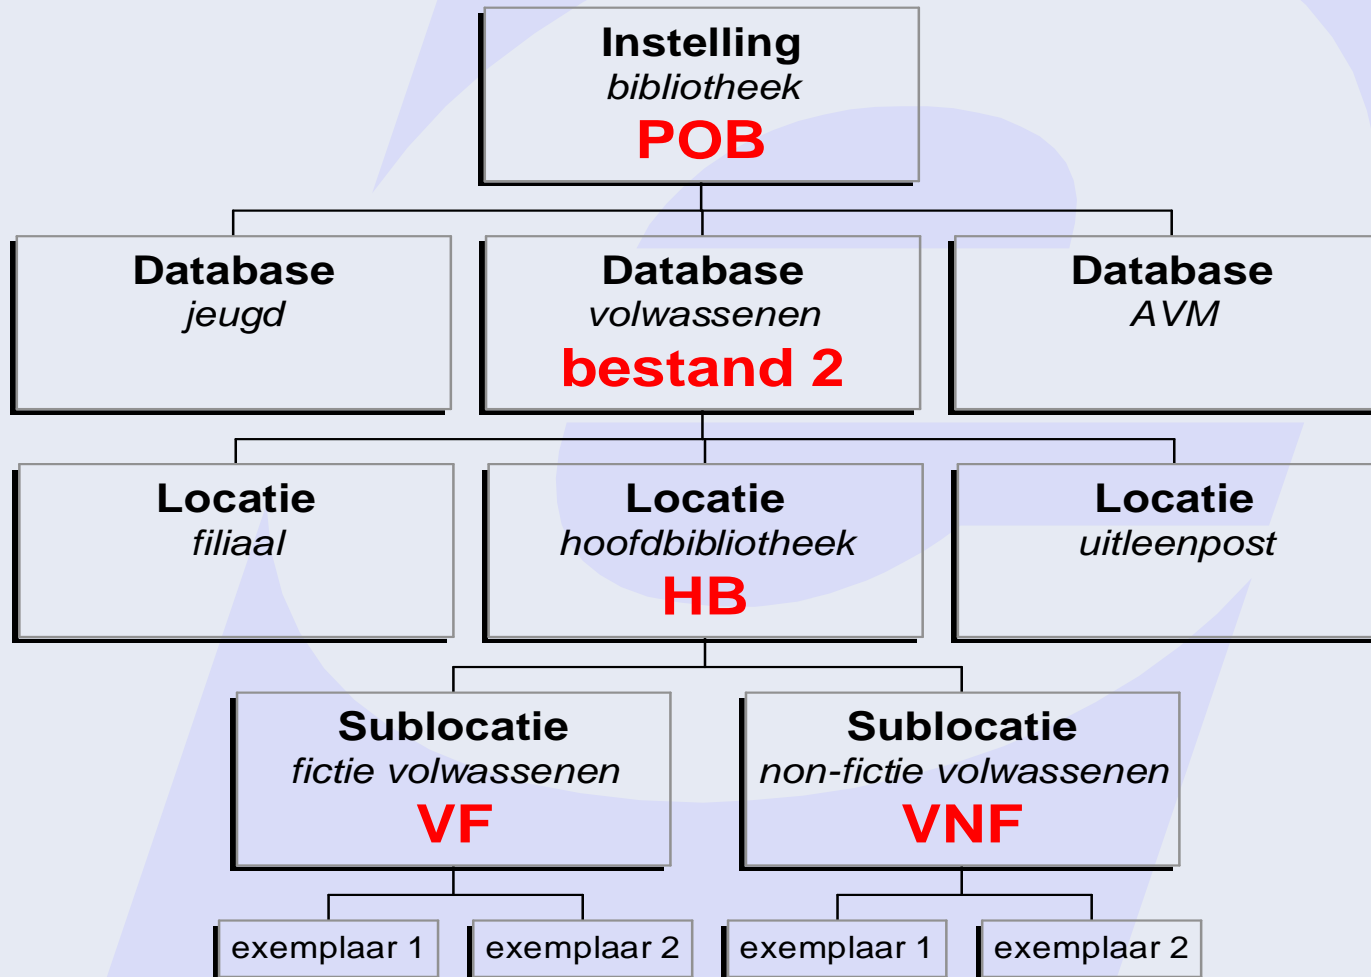 Instelling
bibliotheek
POB
Database
jeugd
Database
volwassenen
bestand 2
Database
AVM
Locatie
filiaal
Locatie
hoofdbibliotheek
HB
Locatie
uitleenpost
Sublocatie
fictie volwassenen
VF
Sublocatie
non-fictie volwassenen
VNF
exemplaar 1
exemplaar 2
exemplaar 1
exemplaar 2